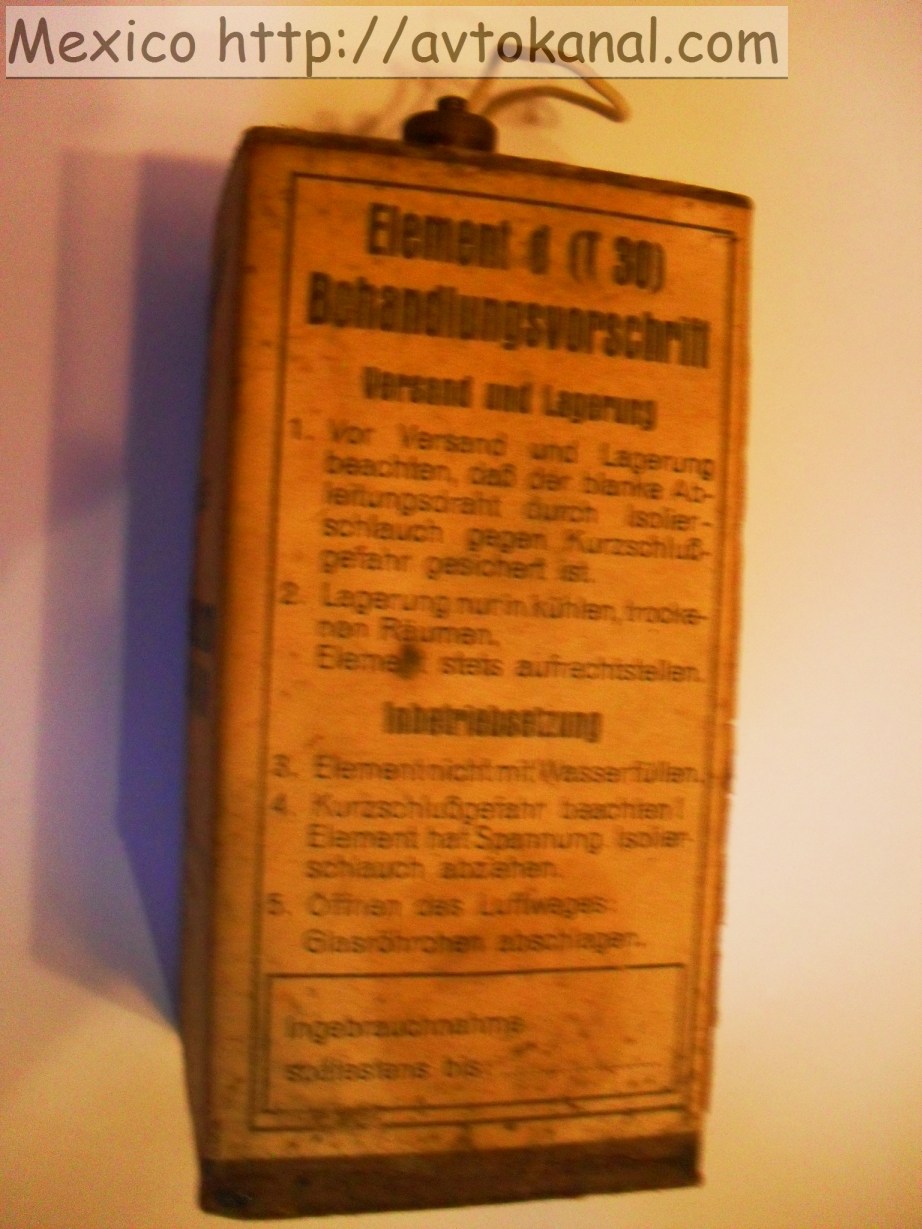 Mexico http://avtokanal.com
Element d (T 30)
Behandlungsvorschrift
Versand und Lagerung
1. Vor Versand und Lagerung
beachten, daß der blanke Ab-
leitungsdraht durch Isolier-
schlauch gegen Kurzschluß-
gefahr gesichert ist.
2. Lagerung nur in kühlen, trocke-
nen Räumen.
Element stets aufrechtstellen.
Inbetriebsetzung
3. Element nicht mit Wasser füllen.
4. Kurzschlußgefahr beachten!
Element hat Spannung Isolier-
schlauch abziehen.
5. Öffnen des Luftweges:
Glasröhrchen abschlagen.
Ingebrauchnahme
spätestens bis: